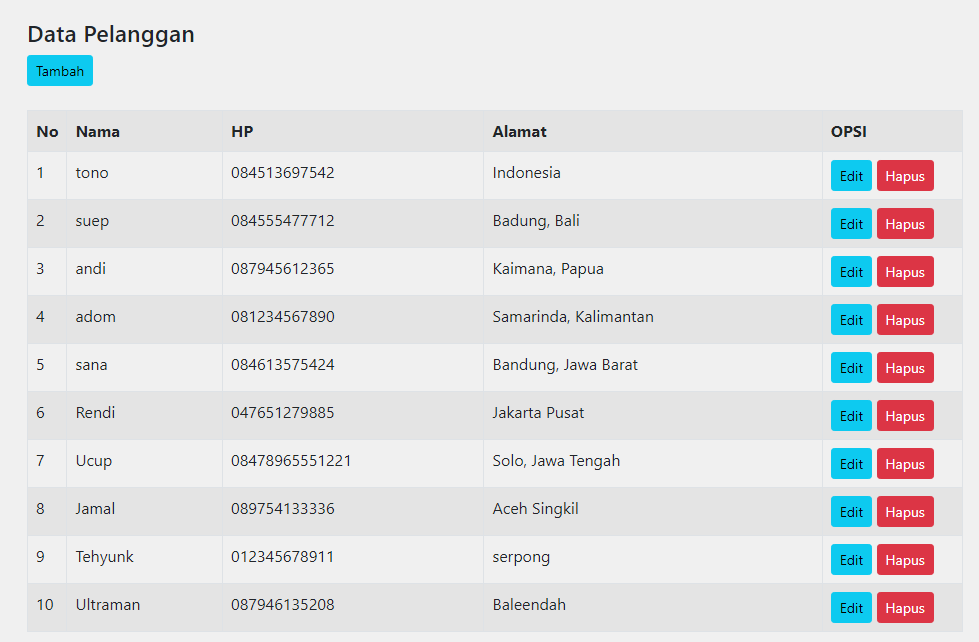 Data Pelanggan
Tambah
No Nama HP Alamat OPSI
1 tono 084513697542 Indonesia Edit Hapus
2 suep 084555477712 Badung, Bali Edit Hapus
3 andi 087945612365 Kaimana, Papua Edit Hapus
4 adom 081234567890 Samarinda, Kalimantan Edit Hapus
5 sana 084613575424 Bandung, Jawa Barat Edit Hapus
6 Rendi 047651279885 Jakarta Pusat Edit Hapus
7 Ucup 08478965551221 Solo, Jawa Tengah Edit Hapus
8 Jamal 089754133336 Aceh Singkil Edit Hapus
9 Tehyunk 012345678911 serpong Edit Hapus
10 Ultraman 087946135208 Baleendah Edit Hapus